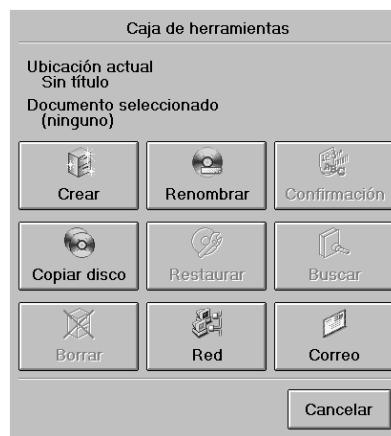 Caja de herramientas
Ubicación actual
Sin título
Documento seleccionado
(ninguno)
Crear
Renombrar
Confirmación
Copiar disco
Restaurar
Buscar
Borrar
Red
Correo
Cancelar